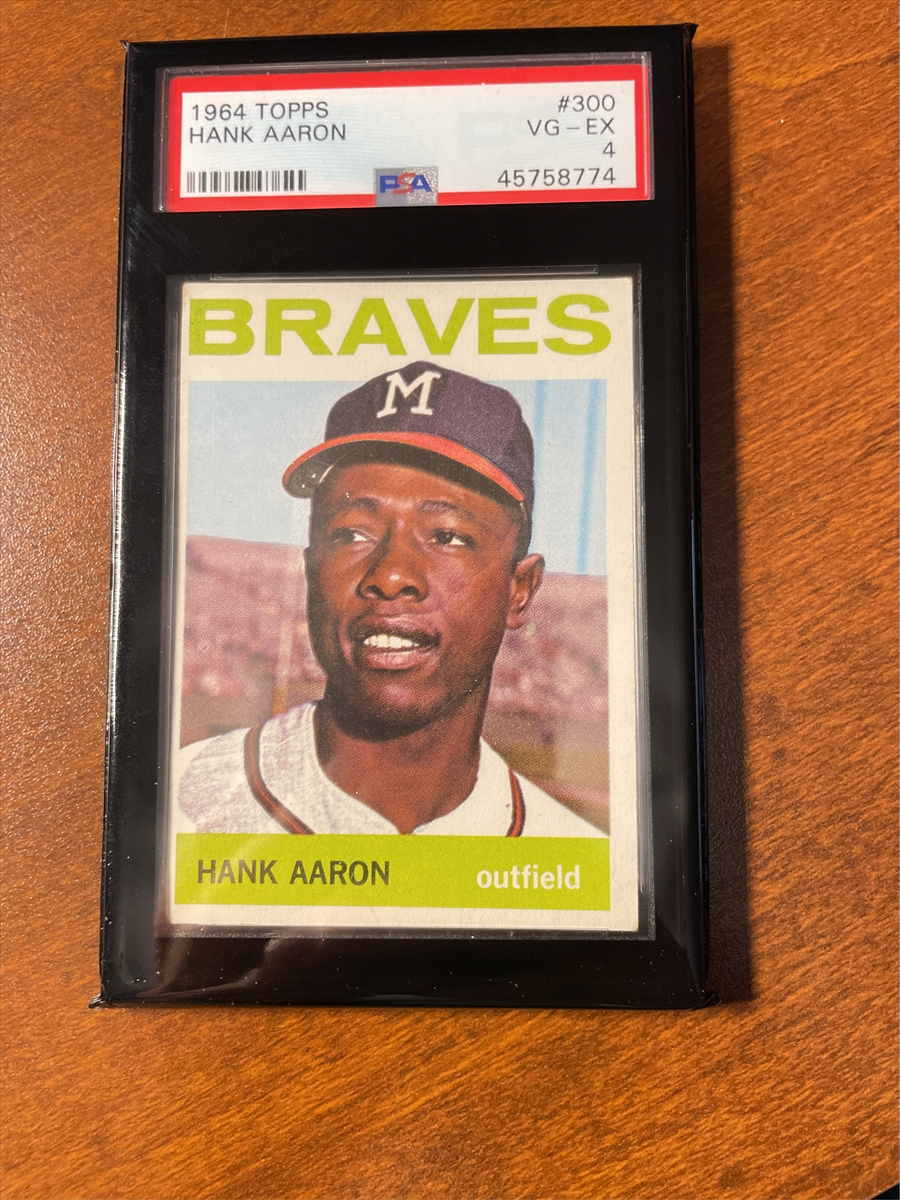 1964 TOPPS #300
HANK AARON VG-EX
4
PSA 45758774
BRAVES
M
HANK AARON outfield